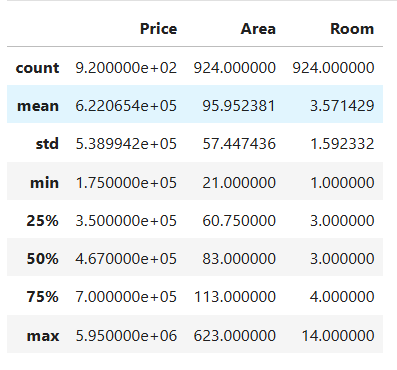 Price Area Room
count 9.200000e+02 924.000000 924.000000
mean 6.220654e+05 95.952381 3.571429
std 5.389942e+05 57.447436 1.592332
min 1.750000e+05 21.000000 1.000000
25% 3.500000e+05 60.750000 3.000000
50% 4.670000e+05 83.000000 3.000000
75% 7.000000e+05 113.000000 4.000000
max 5.950000e+06 623.000000 14.000000